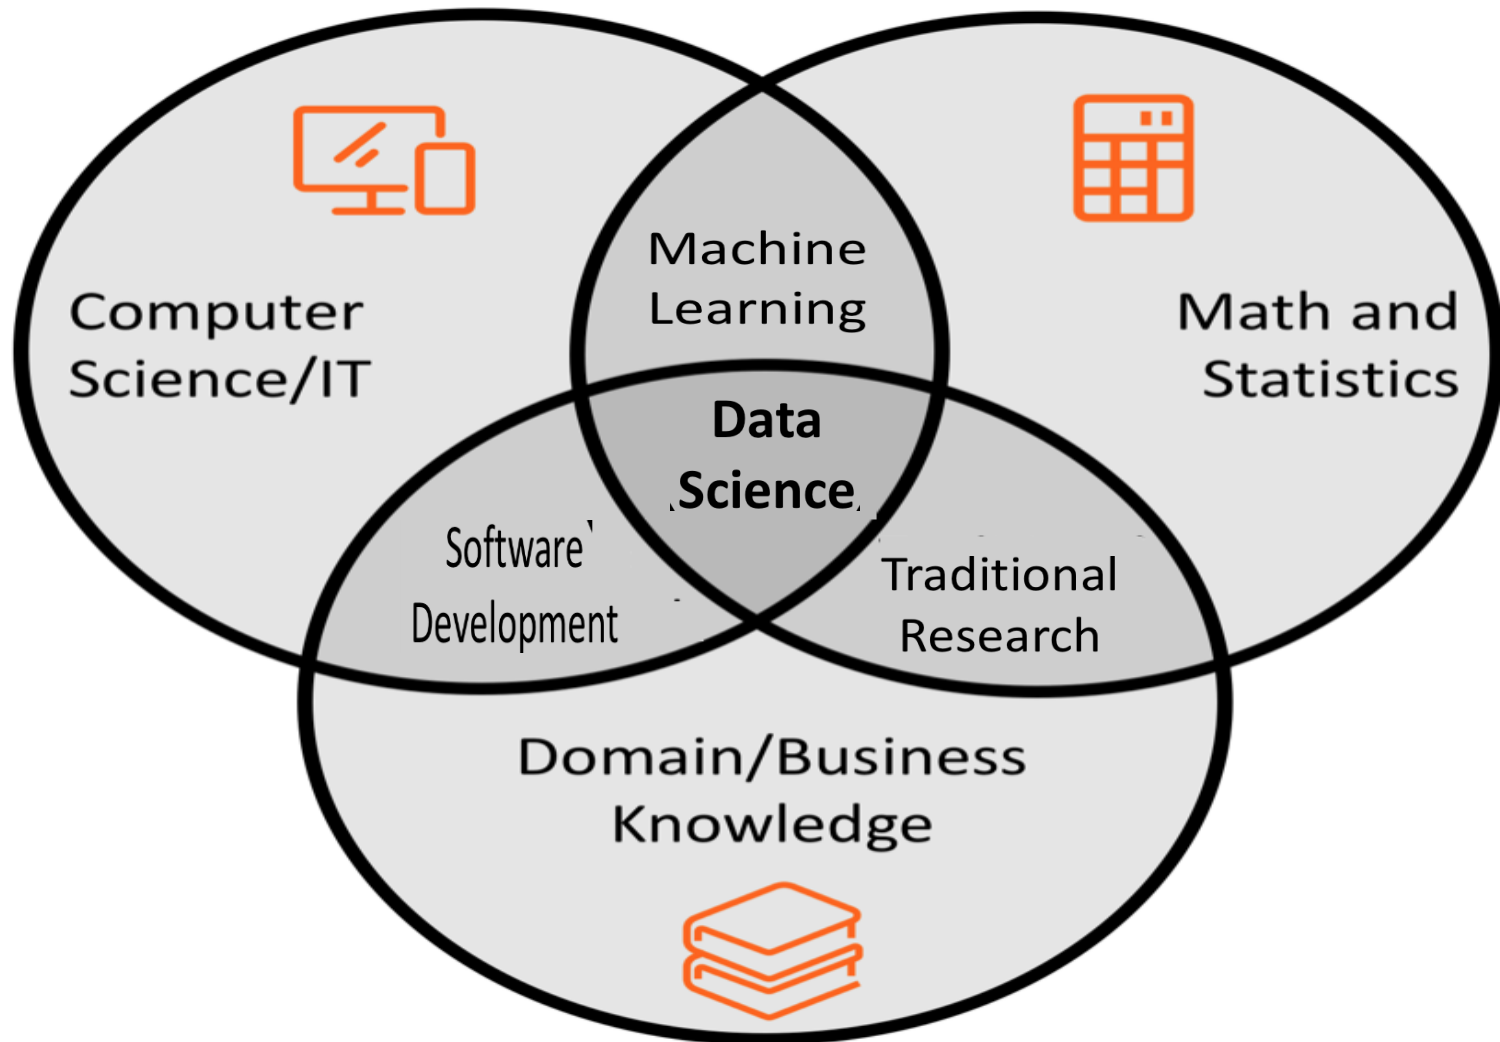 Machine
Learning
Computer
Science/IT
Math and
Statistics
Data
Science
Software
Development
Traditional
Research
Domain/Business
Knowledge